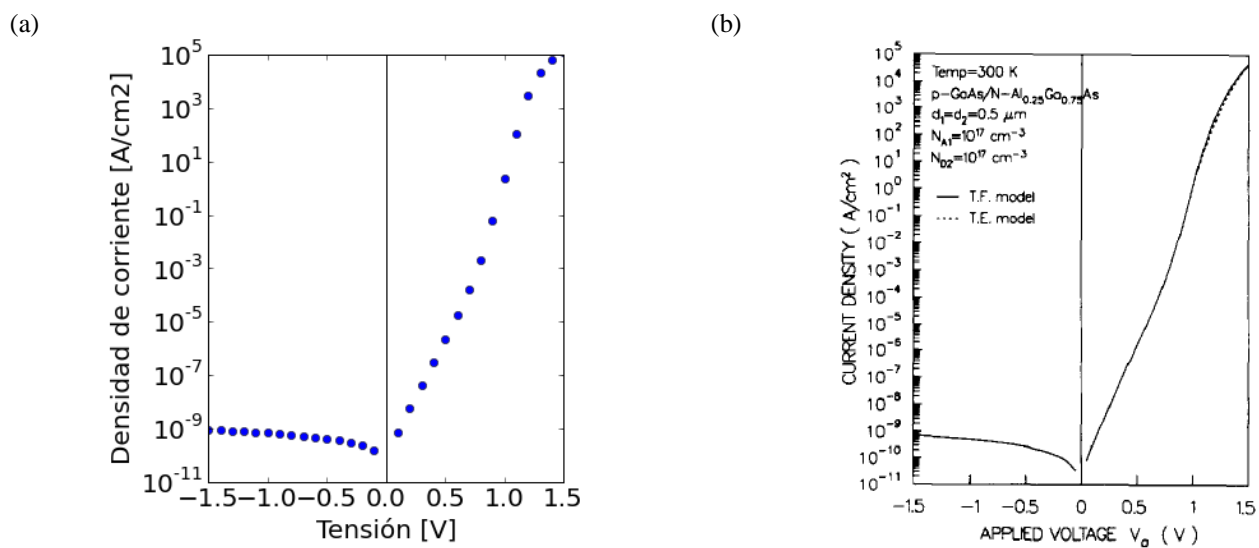 (a)
(b)
Densidad de corriente [A/cm2]
10^5
10^3
10^1
10^-1
10^-3
10^-5
10^-7
10^-9
10^-11
−1.5 −1.0 −0.5 0.0 0.5 1.0 1.5
Tensión [V]
CURRENT DENSITY ( A/cm² )
10^5
10^4
10^3
10^2
10^1
10^0
10^-1
10^-2
10^-3
10^-4
10^-5
10^-6
10^-7
10^-8
10^-9
10^-10
10^-11
Temp=300 K
p-GaAs/N-Al0.25Ga0.75As
d1=d2=0.5 μm
NA1=10^17 cm^-3
ND2=10^17 cm^-3
T.F. model
T.E. model
−1.5 −1 −0.5 0 0.5 1 1.5
APPLIED VOLTAGE Va ( V )